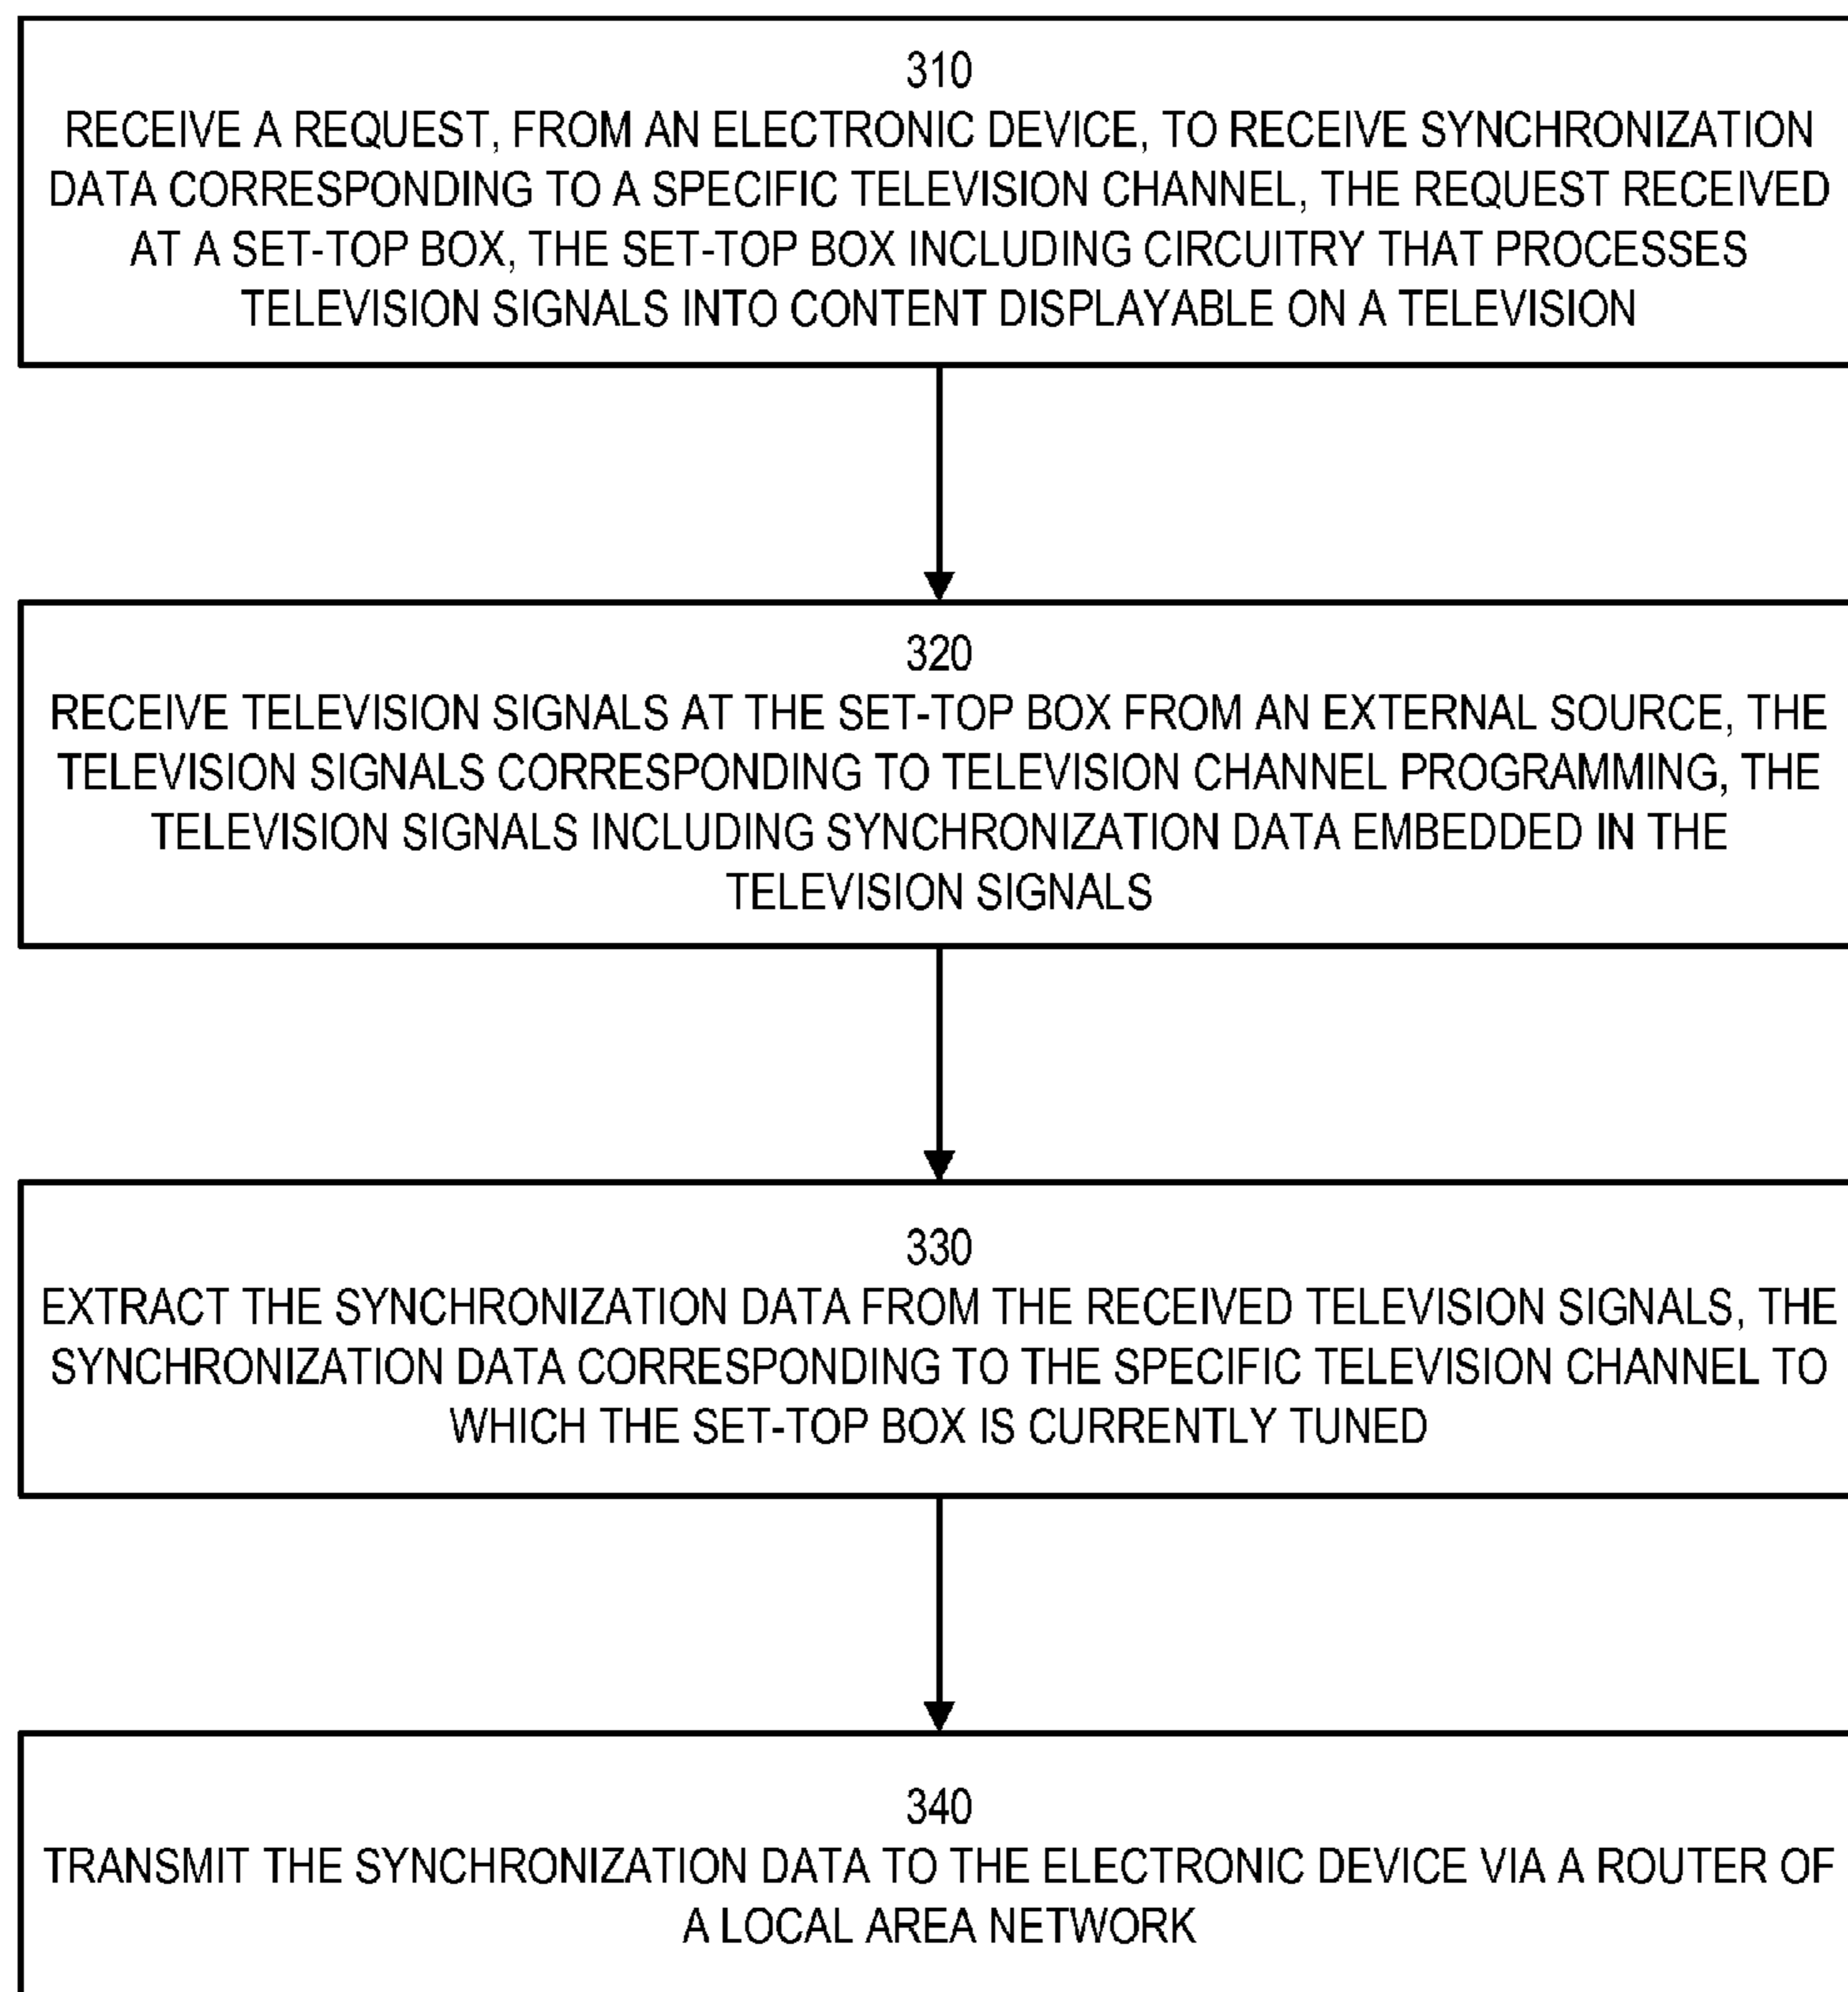 310
RECEIVE A REQUEST, FROM AN ELECTRONIC DEVICE, TO RECEIVE SYNCHRONIZATION
DATA CORRESPONDING TO A SPECIFIC TELEVISION CHANNEL, THE REQUEST RECEIVED
AT A SET-TOP BOX, THE SET-TOP BOX INCLUDING CIRCUITRY THAT PROCESSES
TELEVISION SIGNALS INTO CONTENT DISPLAYABLE ON A TELEVISION
320
RECEIVE TELEVISION SIGNALS AT THE SET-TOP BOX FROM AN EXTERNAL SOURCE, THE
TELEVISION SIGNALS CORRESPONDING TO TELEVISION CHANNEL PROGRAMMING, THE
TELEVISION SIGNALS INCLUDING SYNCHRONIZATION DATA EMBEDDED IN THE
TELEVISION SIGNALS
330
EXTRACT THE SYNCHRONIZATION DATA FROM THE RECEIVED TELEVISION SIGNALS, THE
SYNCHRONIZATION DATA CORRESPONDING TO THE SPECIFIC TELEVISION CHANNEL TO
WHICH THE SET-TOP BOX IS CURRENTLY TUNED
340
TRANSMIT THE SYNCHRONIZATION DATA TO THE ELECTRONIC DEVICE VIA A ROUTER OF
A LOCAL AREA NETWORK